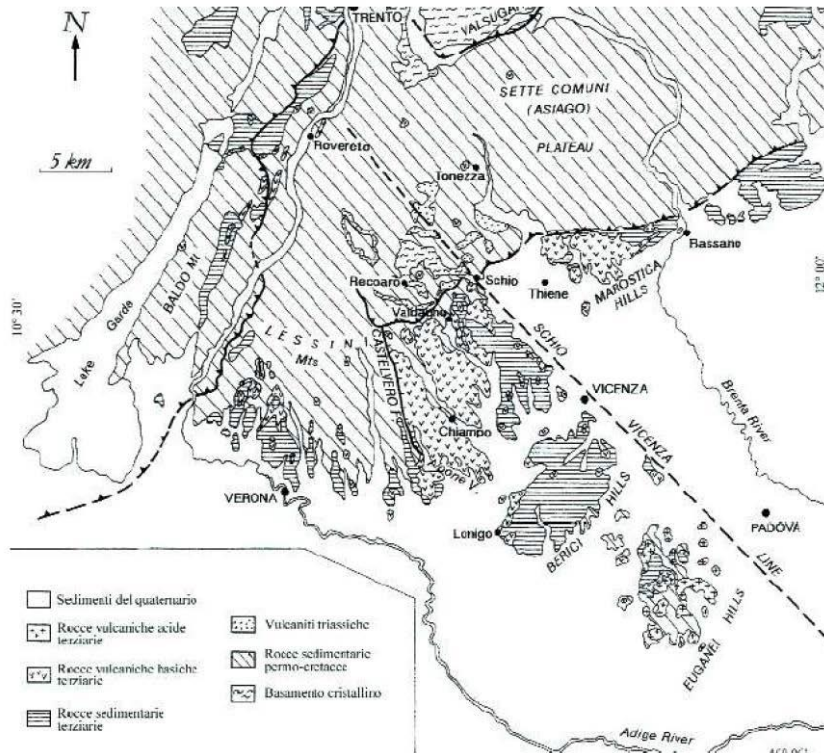 N
TRENTO
VALSUGANA
SETTE COMUNI
(ASIAGO)
PLATEAU
Rovereto
5 km
Tonezza
Bassano
BALDO Mt.
Recoaro
Schio
Thiene
MAROSTICA
HILLS
10° 30'
12° 00'
Lake Garda
Valdagno
LESSINI
Mts
CASTELVERO
SCHIO
VICENZA
Brenta River
Chiampo
VICENZA
VERONA
Lonigo
BERICI HILLS
PADOVA
LINE
EUGANEI HILLS
Adige River
Sedimenti del quaternario
Rocce vulcaniche acide
terziarie
Rocce vulcaniche basiche
terziarie
Rocce sedimentarie
terziarie
Vulcaniti triassiche
Rocce sedimentarie
permo-cretacee
Basamento cristallino